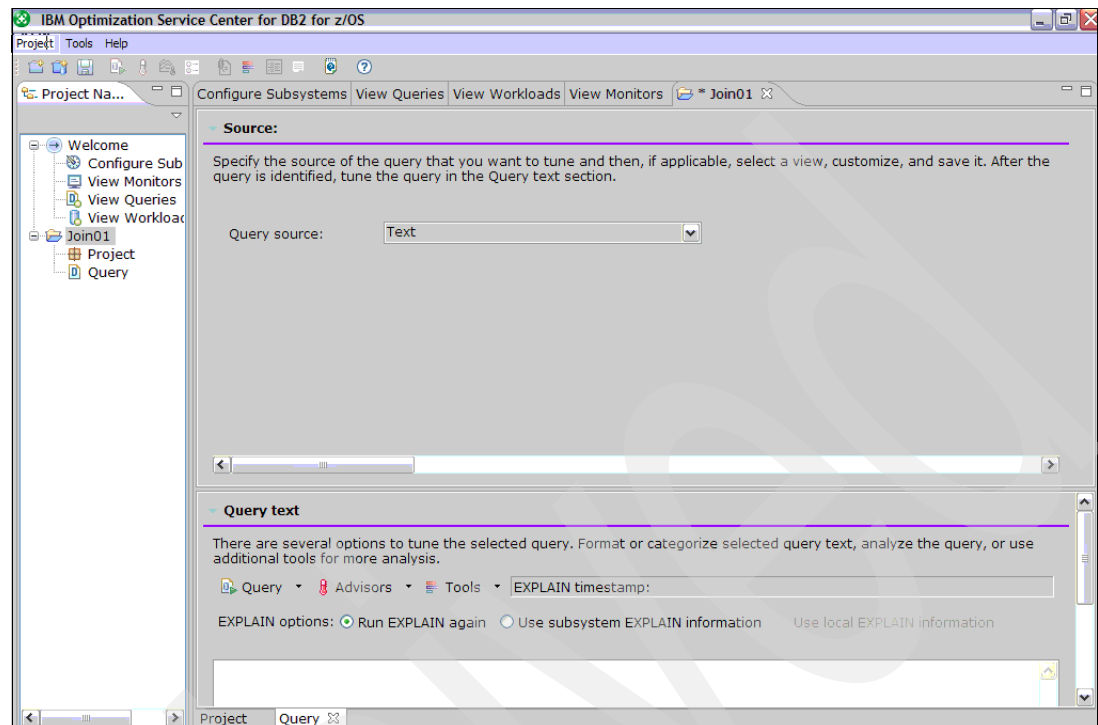 IBM Optimization Service Center for DB2 for z/OS
Project Tools Help
Project Na...
Configure Subsystems View Queries View Workloads View Monitors * Join01
Welcome
Configure Sub
View Monitors
View Queries
View Workload
Join01
Project
Query
Source:
Specify the source of the query that you want to tune and then, if applicable, select a view, customize, and save it. After the
query is identified, tune the query in the Query text section.
Query source: Text
Query text
There are several options to tune the selected query. Format or categorize selected query text, analyze the query, or use
additional tools for more analysis.
Query Advisors Tools EXPLAIN timestamp:
EXPLAIN options: Run EXPLAIN again Use subsystem EXPLAIN information Use local EXPLAIN information
Project Query